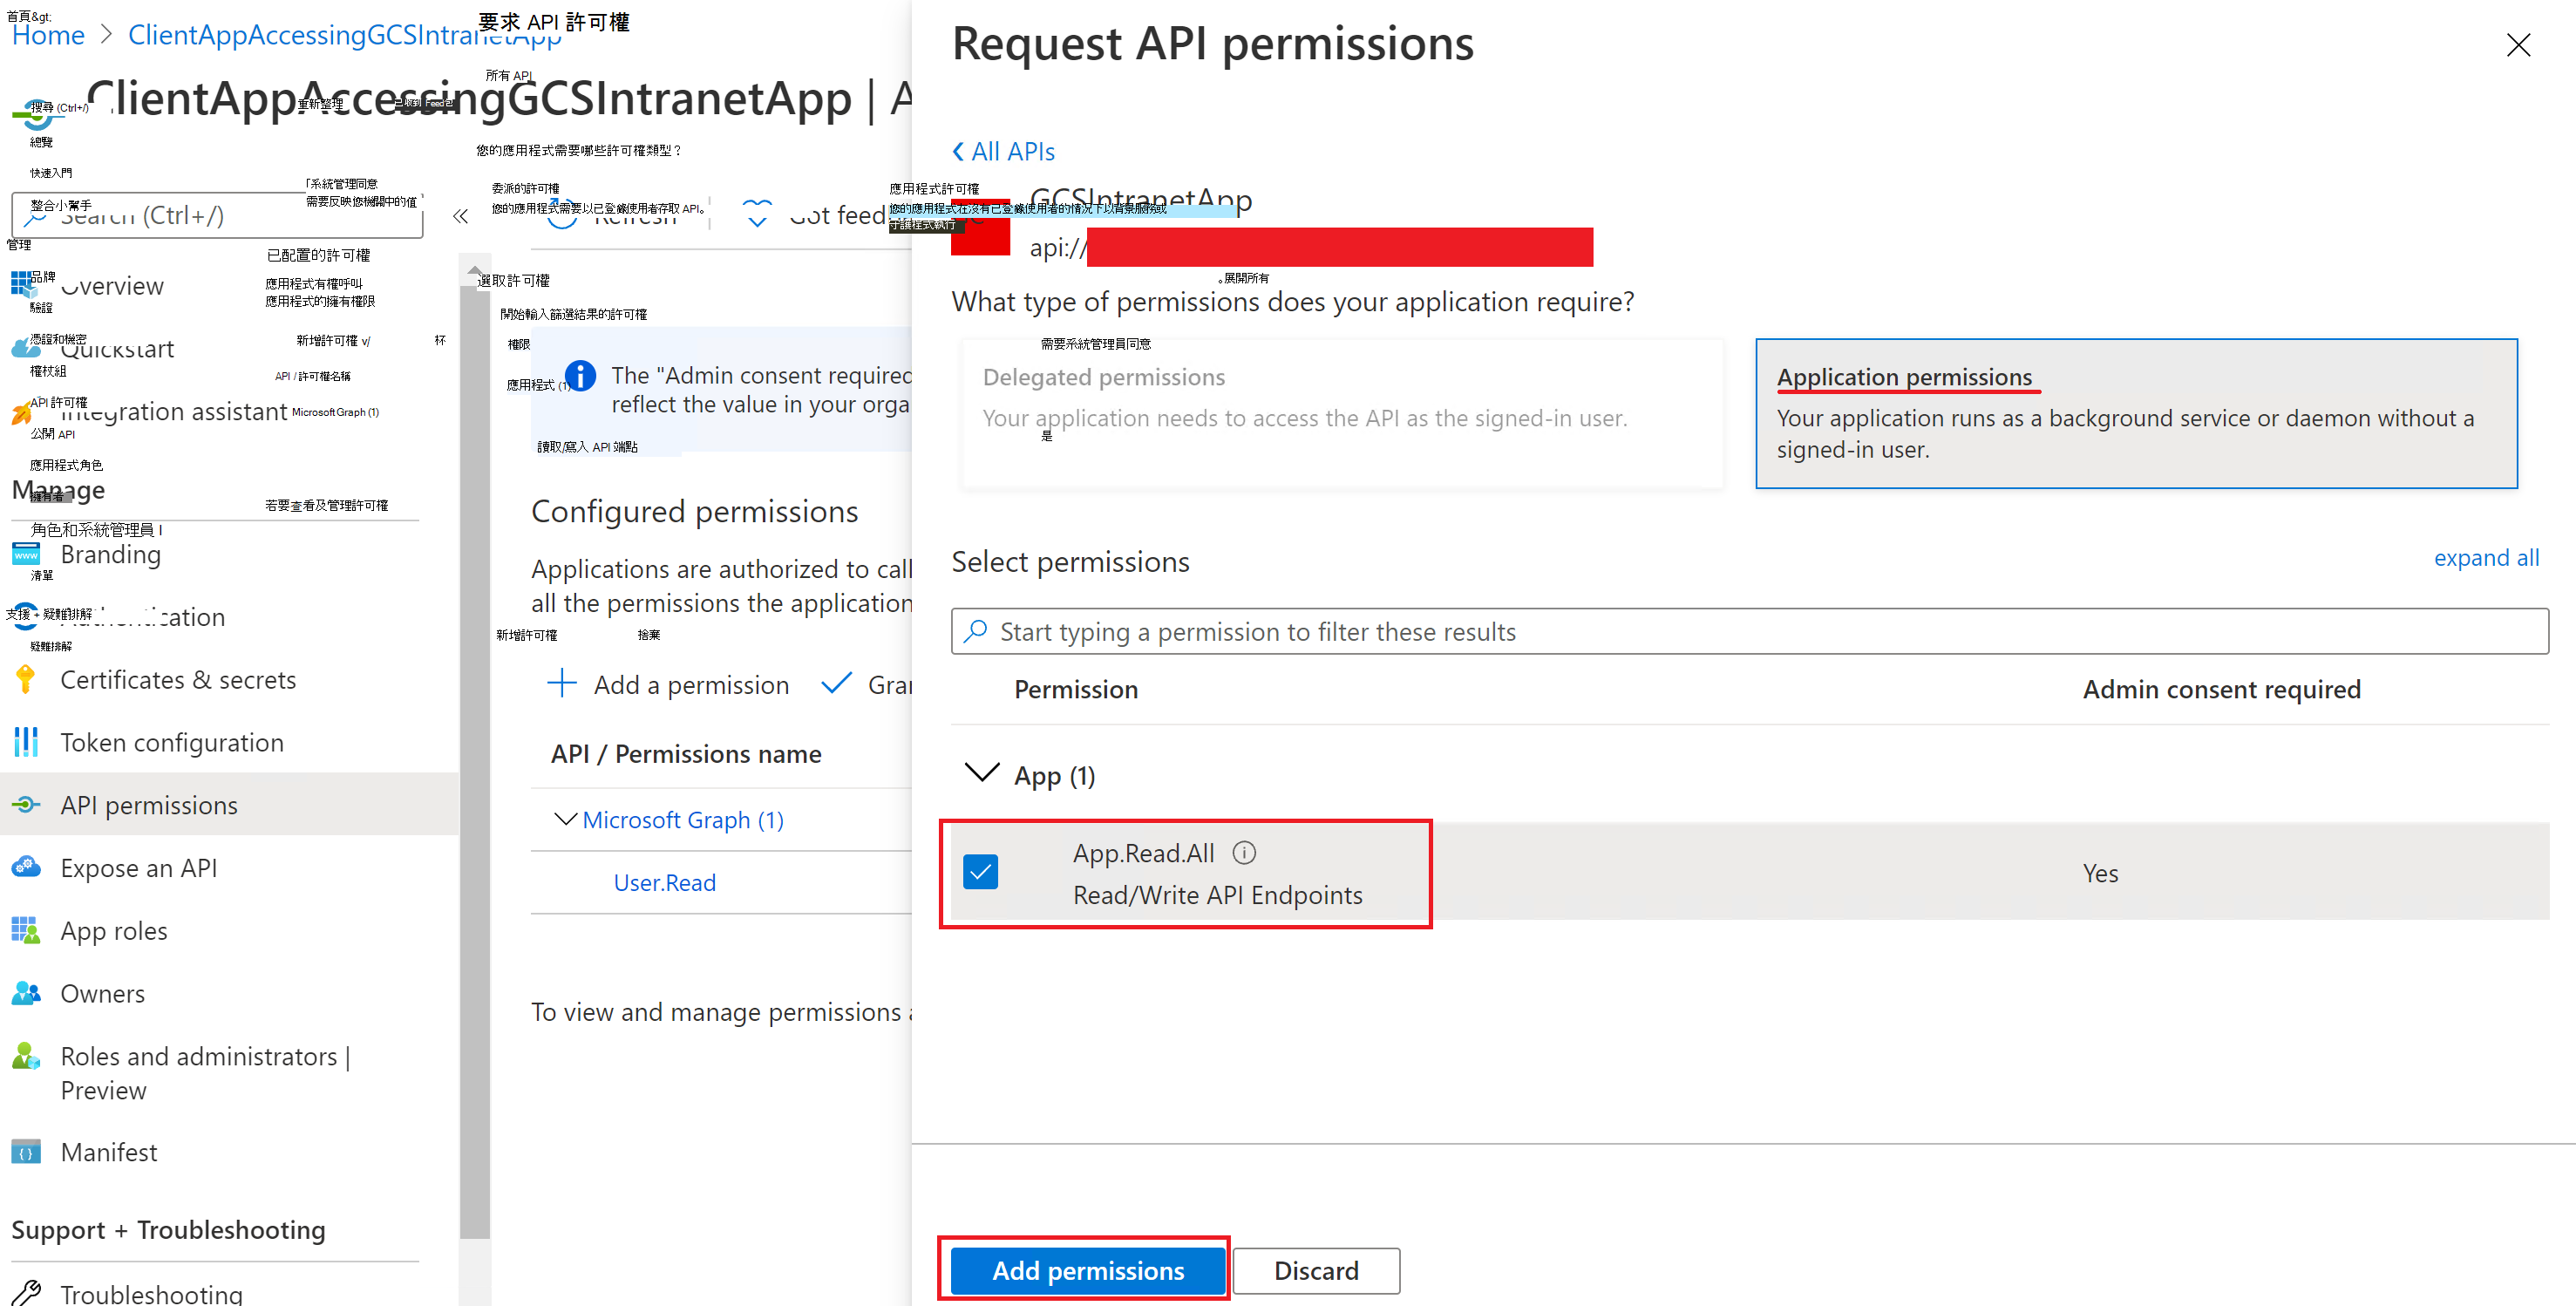 首頁&gt;
Home > ClientAppAccessingGCSIntranetApp
要求 API 許可權
所有 API
ClientAppAccessingGCSIntranetApp | A
搜尋 (Ctrl+/)
重新整理
總覽
快速入門
整合小幫手
Search (Ctrl+/)
「系統管理同意
需要反映您機關中的值
管理
品牌
Overview
驗證
憑證和機密
Quickstart
權杖組
API 許可權
Integration assistant
公開 API
應用程式角色
Manage
擁有者
角色和系統管理員 I
Branding
清單
支援 + 疑難排解
Authentication
疑難排解
Certificates & secrets
Token configuration
API permissions
Expose an API
App roles
Owners
Roles and administrators |
Preview
Manifest
Support + Troubleshooting
Troubleshooting
已配置的許可權
應用程式有權呼叫
應用程式的擁有權限
新增許可權 v/
杯
API / 許可權名稱
Microsoft Graph (1)
若要查看及管理許可權
您的應用程式需要哪些許可權類型？
委派的許可權
您的應用程式需要以已登錄使用者存取 API。
Refresh
Got feed
選取許可權
開始輸入篩選結果的許可權
權限
應用程式 (1)
The "Admin consent required
reflect the value in your orga
讀取/寫入 API 端點
Configured permissions
Applications are authorized to call
all the permissions the application
新增許可權
捨棄
Add a permission
Gran
API / Permissions name
Microsoft Graph (1)
User.Read
To view and manage permissions a
Request API permissions
All APIs
應用程式許可權
GCSIntranetApp
您的應用程式在沒有已登錄使用者的情況下以背景服務或
守護程式執行
api://
。展開所有
What type of permissions does your application require?
需要系統管理員同意
Delegated permissions
Your application needs to access the API as the signed-in user.
是
Application permissions
Your application runs as a background service or daemon without a
signed-in user.
Select permissions
expand all
Start typing a permission to filter these results
Permission
Admin consent required
App (1)
App.Read.All
Read/Write API Endpoints
Yes
Add permissions
Discard